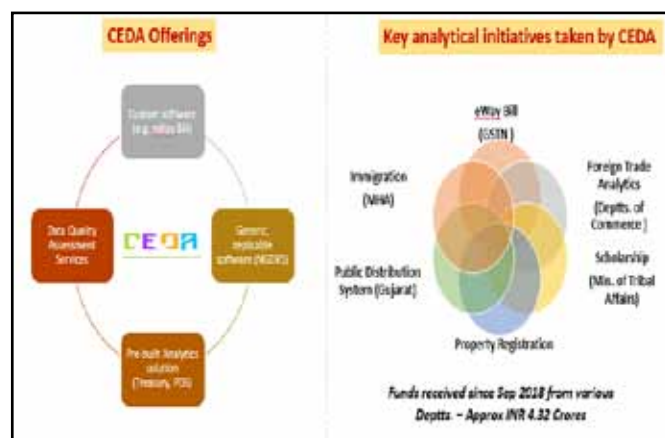 CEDA Offerings
Custom software
(e.g. eWay Bill)
Data Quality
Assessment
Services
CEDA
Generic,
replicable
software (NGDRS)
Pre built Analytics
solution
(Treasury, PDS)
Key analytical initiatives taken by CEDA
eWay Bill
(GSTN)
Immigration
(MHA)
Foreign Trade
Analytics
(Deptts. of
Commerce )
Scholarship
(Min. of Tribal
Affairs)
Public Distribution
System (Gujarat)
Property Registration
Funds received since Sep 2018 from various
Deptts. – Approx INR 4.32 Crores